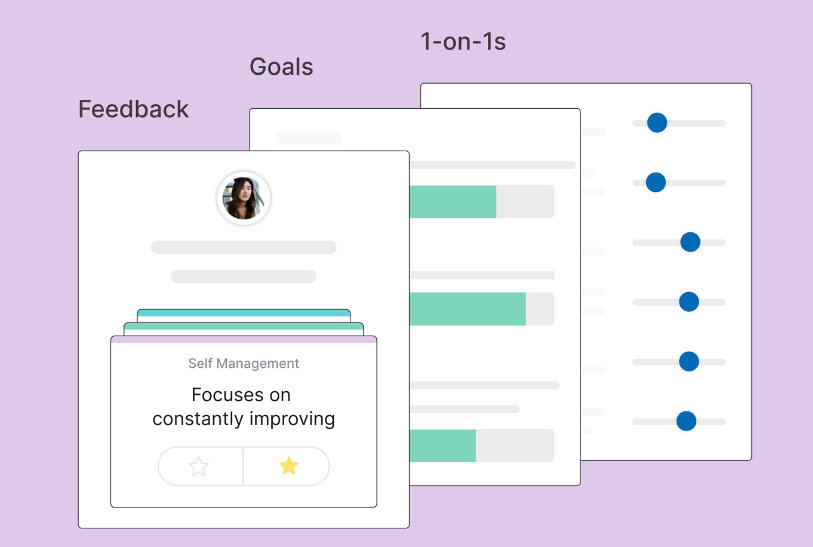 1-on-1s
Goals
Feedback
Self Management
Focuses on
constantly improving